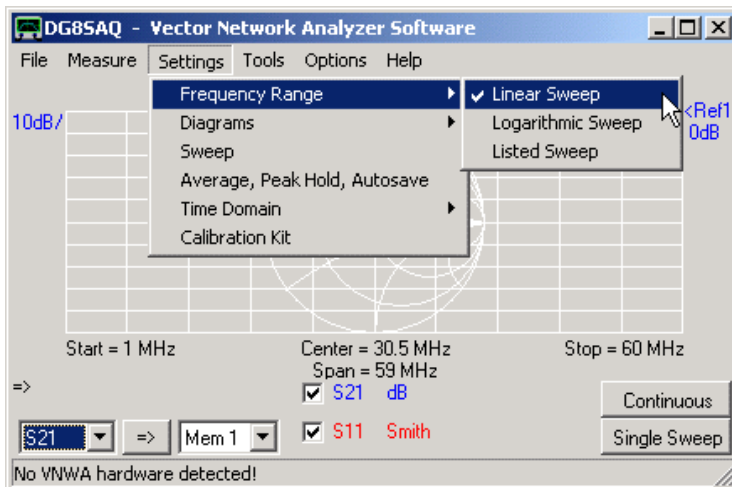 DG8SAQ - Vector Network Analyzer Software
File Measure Settings Tools Options Help
Frequency Range
Diagrams
Sweep
Average, Peak Hold, Autosave
Time Domain
Calibration Kit
Linear Sweep
Logarithmic Sweep
Listed Sweep
10dB/
<Ref1
0dB
Start = 1 MHz Center = 30.5 MHz Stop = 60 MHz
Span = 59 MHz
=>
S21 dB
Continuous
S21 => Mem 1
S11 Smith
Single Sweep
No VNWA hardware detected!